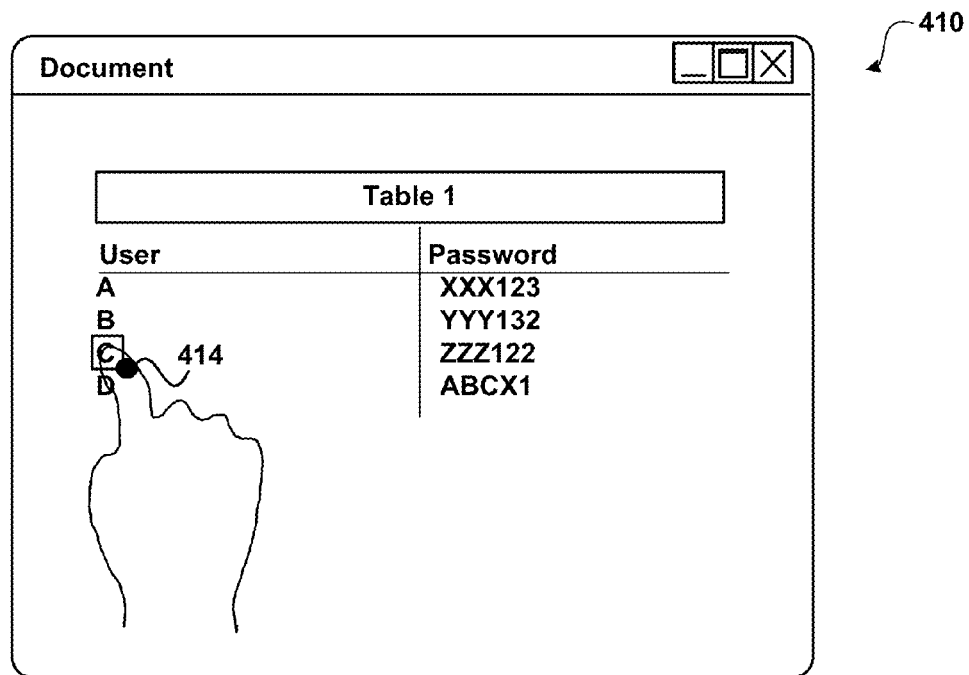 410
Document
Table 1
User Password
A XXX123
B YYY132
C ZZZ122
414
D ABCX1